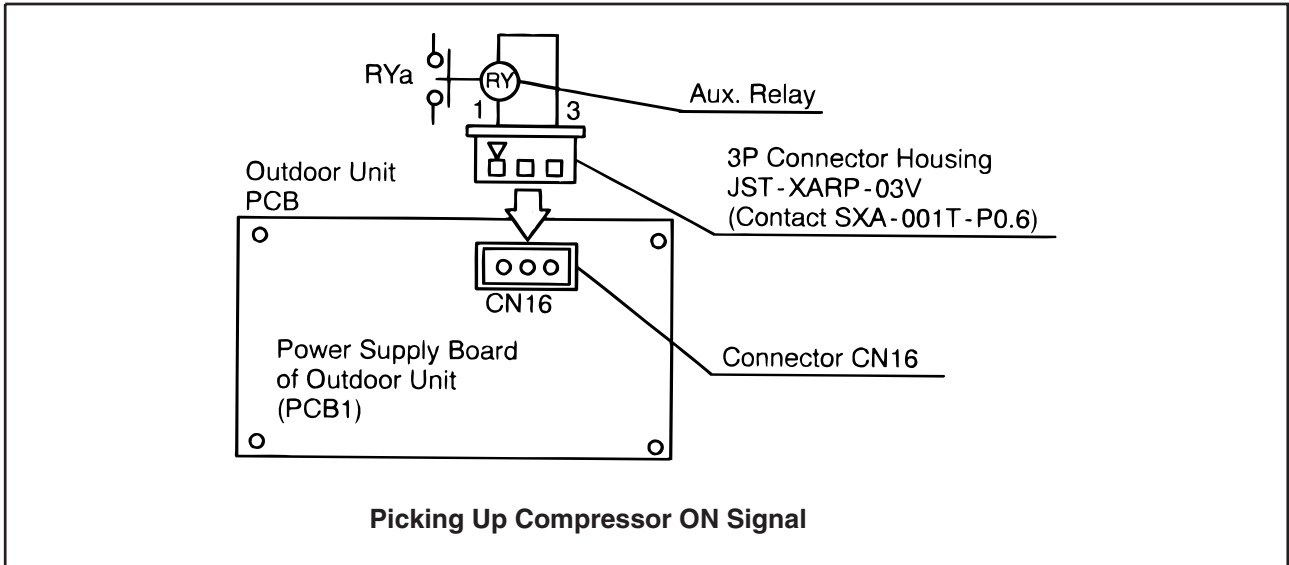 RYa
RY
1 3
Aux. Relay
3P Connector Housing
JST-XARP-03V
(Contact SXA-001T-P0.6)
Outdoor Unit
PCB
CN16
Power Supply Board
of Outdoor Unit
(PCB1)
Connector CN16
Picking Up Compressor ON Signal